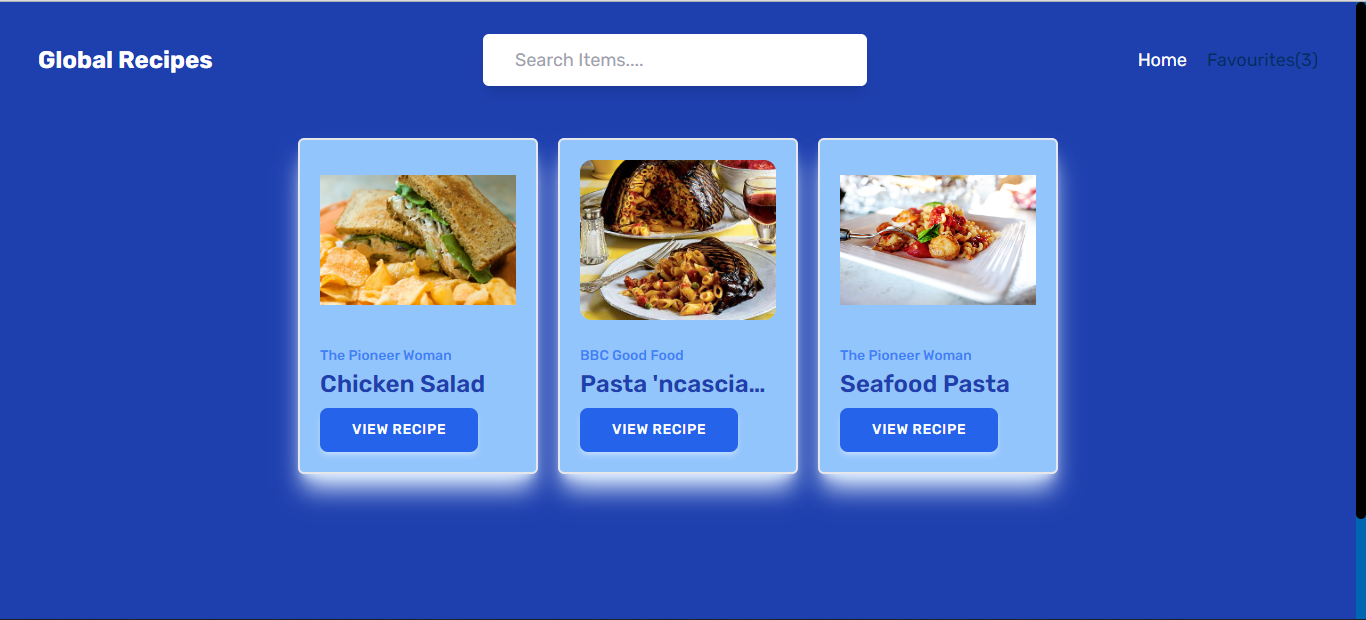 Global Recipes
Search Items....
Home
Favourites(3)
The Pioneer Woman
Chicken Salad
VIEW RECIPE
BBC Good Food
Pasta 'ncascia...
VIEW RECIPE
The Pioneer Woman
Seafood Pasta
VIEW RECIPE